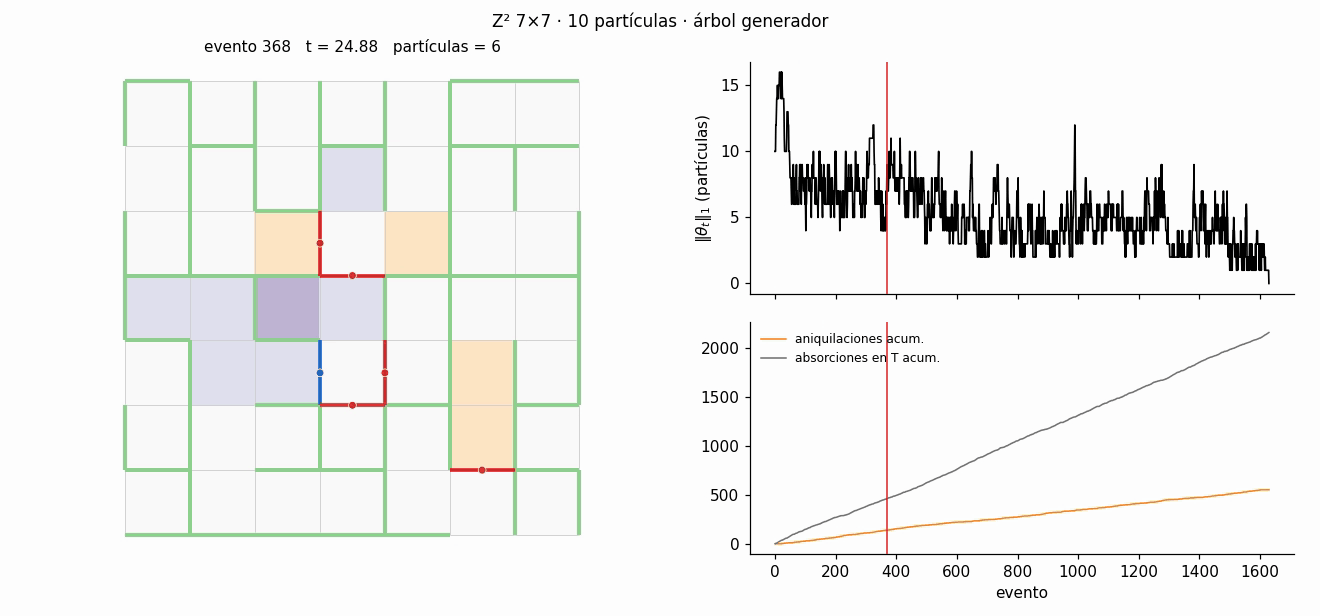 Z² 7×7 · 10 partículas · árbol generador
evento 368   t = 24.88   partículas = 6
‖θₜ‖₁ (partículas)
15
10
5
0
aniquilaciones acum.
absorciones en T acum.
2000
1500
1000
500
0
0 200 400 600 800 1000 1200 1400 1600
evento